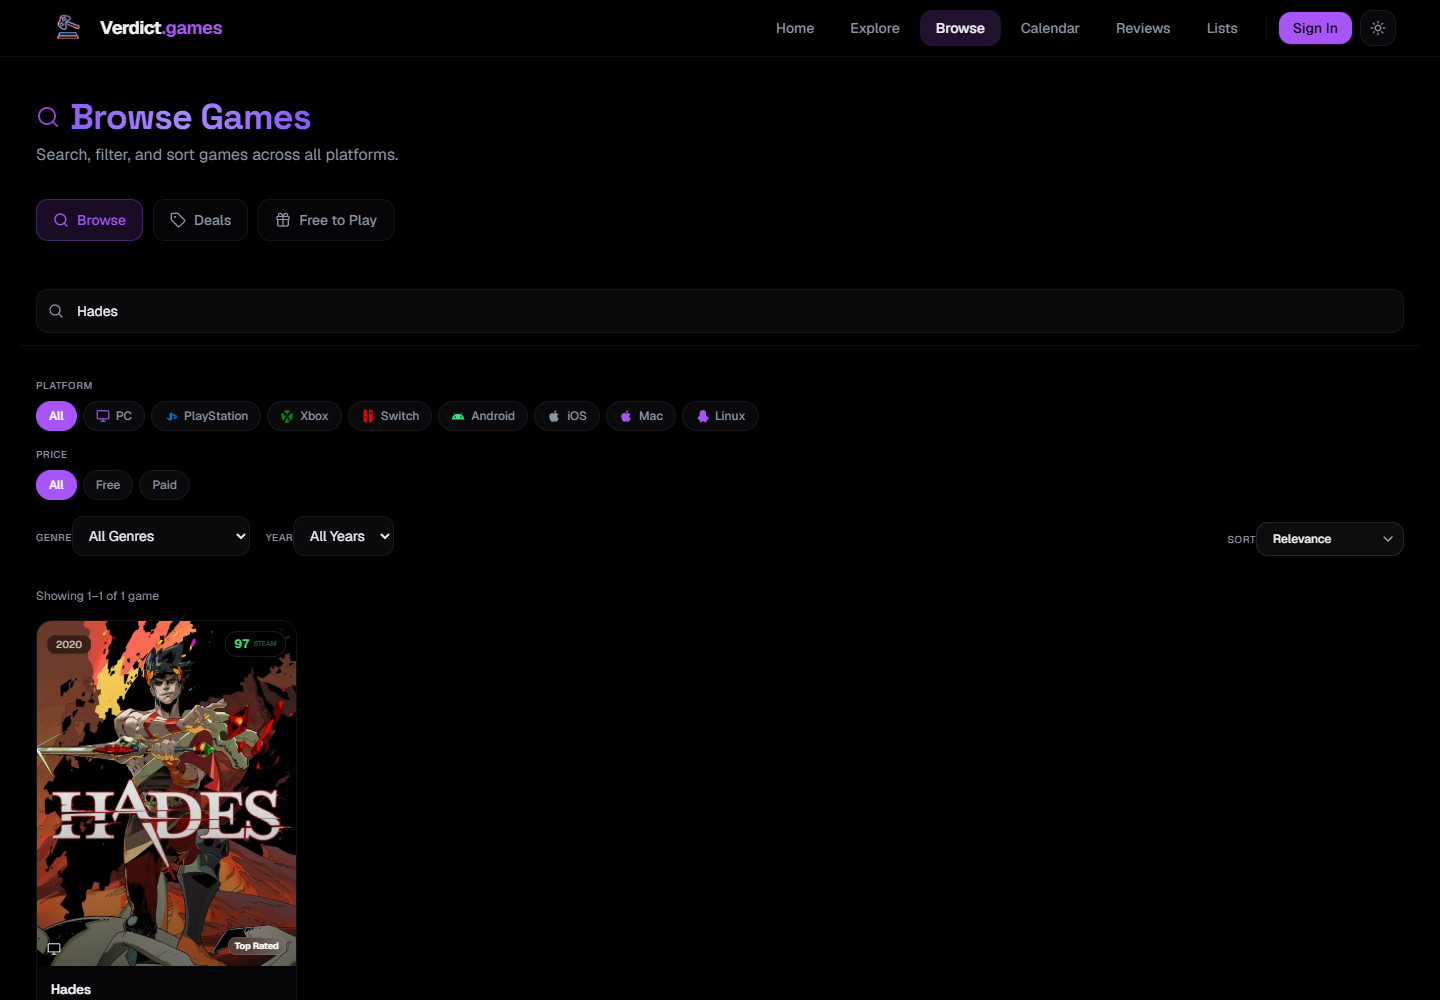 Verdict.games
Home
Explore
Browse
Calendar
Reviews
Lists
Sign In
Browse Games
Search, filter, and sort games across all platforms.
Browse
Deals
Free to Play
Hades
PLATFORM
All
PC
PlayStation
Xbox
Switch
Android
iOS
Mac
Linux
PRICE
All
Free
Paid
GENRE
All Genres
YEAR
All Years
SORT
Relevance
Showing 1–1 of 1 game
2020
97 STEAM
HADES
Top Rated
Hades